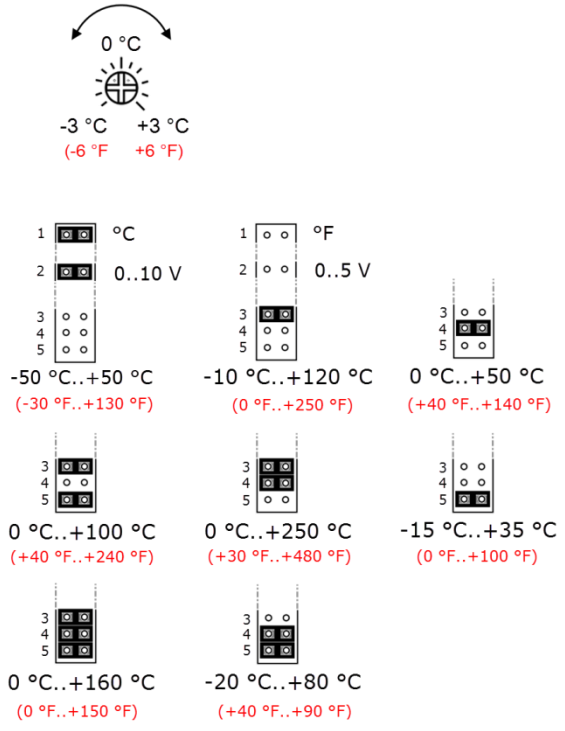 0 °C
-3 °C +3 °C
(-6 °F +6 °F)
1 °C
2 0..10 V
3
4
5
-50 °C..+50 °C
(-30 °F..+130 °F)
1 °F
2 0..5 V
3
4
5
-10 °C..+120 °C
(0 °F..+250 °F)
3
4
5
0 °C..+50 °C
(+40 °F..+140 °F)
3
4
5
0 °C..+100 °C
(+40 °F..+240 °F)
3
4
5
0 °C..+250 °C
(+30 °F..+480 °F)
3
4
5
-15 °C..+35 °C
(0 °F..+100 °F)
3
4
5
0 °C..+160 °C
(0 °F..+150 °F)
3
4
5
-20 °C..+80 °C
(+40 °F..+90 °F)